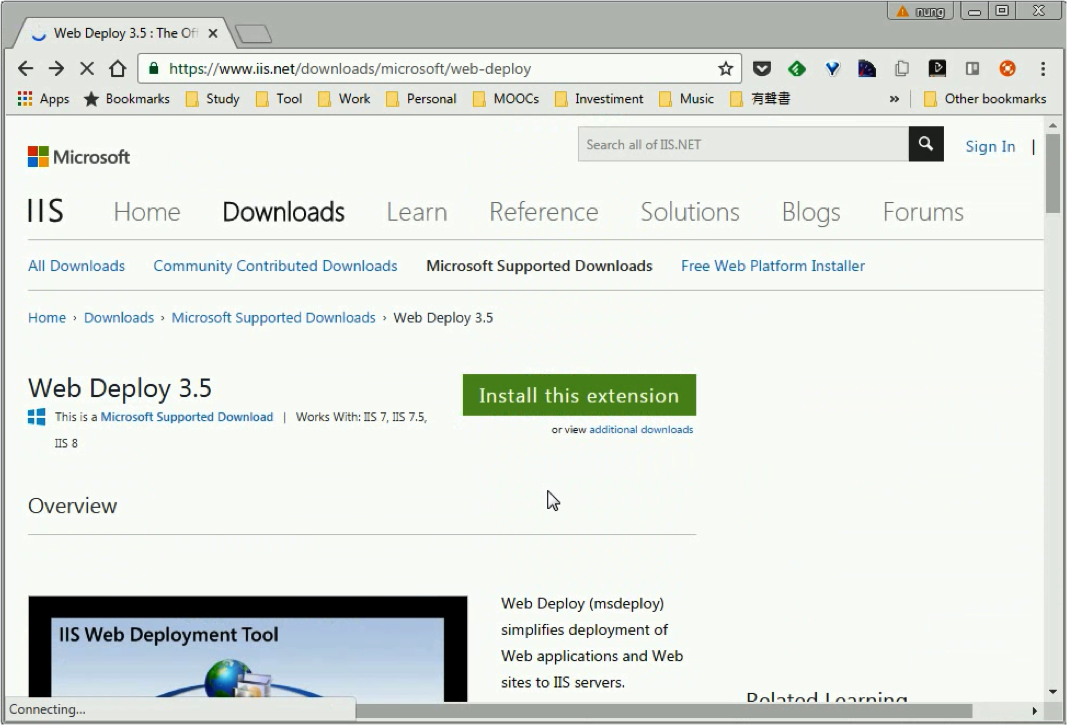 nung
Web Deploy 3.5 : The Off
https://www.iis.net/downloads/microsoft/web-deploy
Apps Bookmarks Study Tool Work Personal MOOCs Investiment Music 有聲書 » Other bookmarks
Microsoft
Search all of IIS.NET
Sign In |
IIS Home Downloads Learn Reference Solutions Blogs Forums
All Downloads Community Contributed Downloads Microsoft Supported Downloads Free Web Platform Installer
Home › Downloads › Microsoft Supported Downloads › Web Deploy 3.5
Web Deploy 3.5
This is a Microsoft Supported Download | Works With: IIS 7, IIS 7.5,
IIS 8
Install this extension
or view additional downloads
Overview
IIS Web Deployment Tool
Web Deploy (msdeploy)
simplifies deployment of
Web applications and Web
sites to IIS servers.
Related Learning
Connecting...